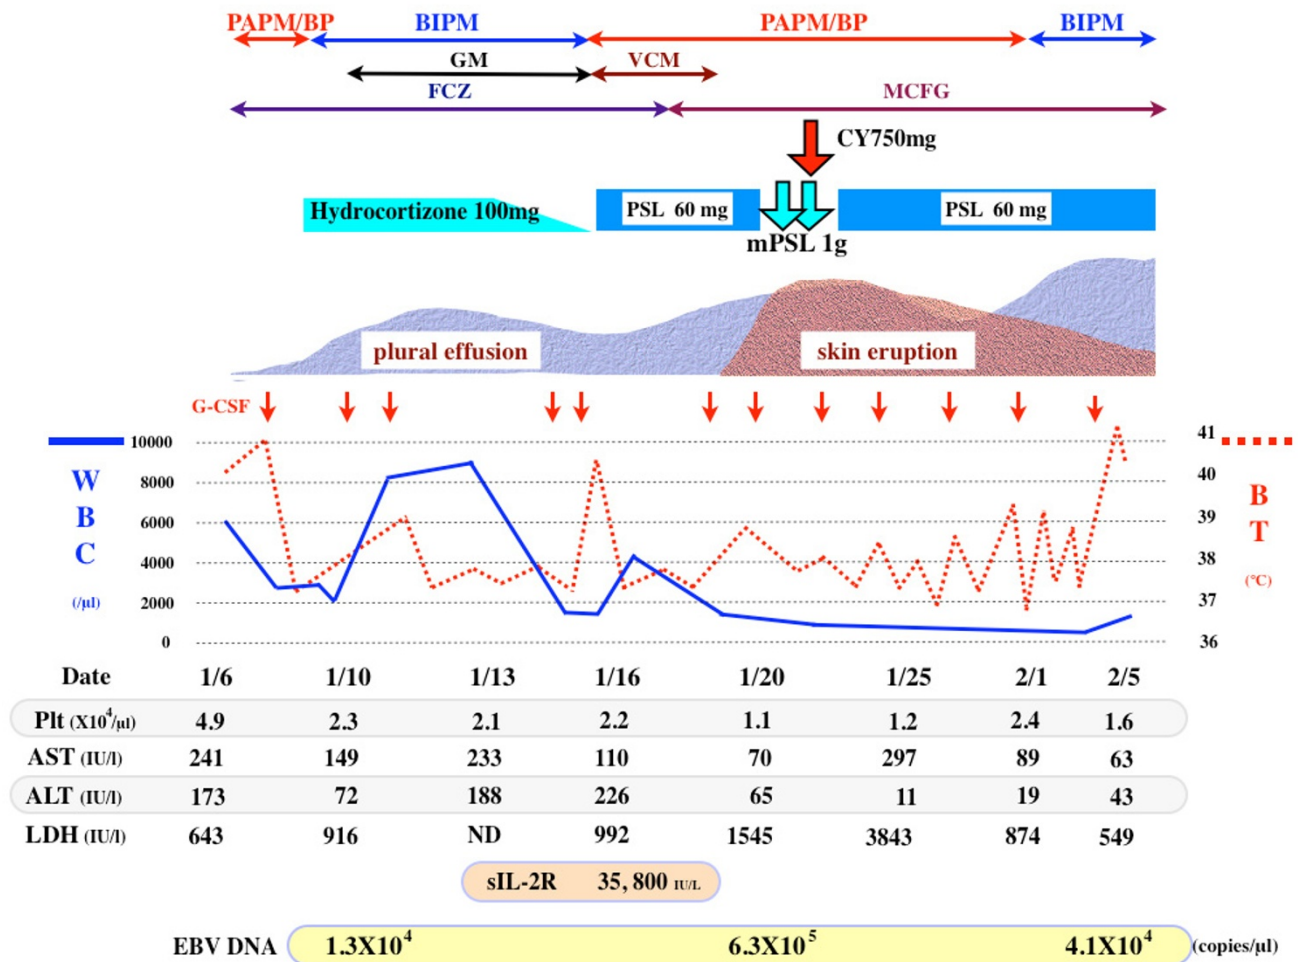 PAPM/BP BIPM PAPM/BP BIPM
GM VCM
FCZ MCFG
CY750mg
Hydrocortizone 100mg PSL 60 mg PSL 60 mg
mPSL 1g
plural effusion skin eruption
G-CSF
WBC (/µl)
10000
8000
6000
4000
2000
0
41
40
39
38
37
36
BT (°C)
Date 1/6 1/10 1/13 1/16 1/20 1/25 2/1 2/5
Plt (X10⁴/µl) 4.9 2.3 2.1 2.2 1.1 1.2 2.4 1.6
AST (IU/l) 241 149 233 110 70 297 89 63
ALT (IU/l) 173 72 188 226 65 11 19 43
LDH (IU/l) 643 916 ND 992 1545 3843 874 549
sIL-2R 35, 800 IU/L
EBV DNA 1.3X10⁴ 6.3X10⁵ 4.1X10⁴ (copies/µl)